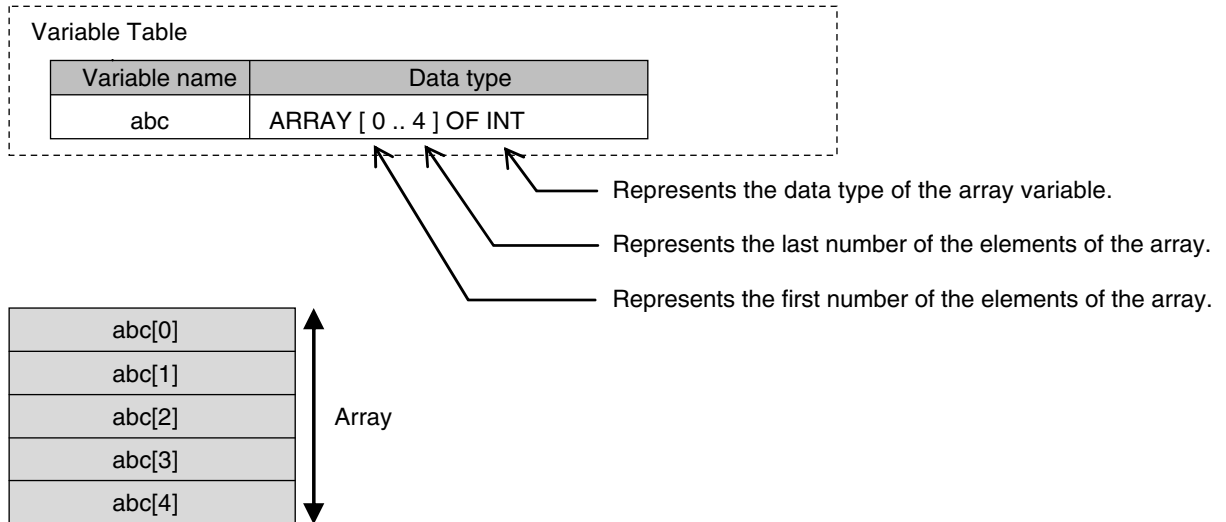 Variable Table
Variable name Data type
abc ARRAY [ 0 .. 4 ] OF INT
Represents the data type of the array variable.
Represents the last number of the elements of the array.
Represents the first number of the elements of the array.
abc[0]
abc[1]
abc[2] Array
abc[3]
abc[4]